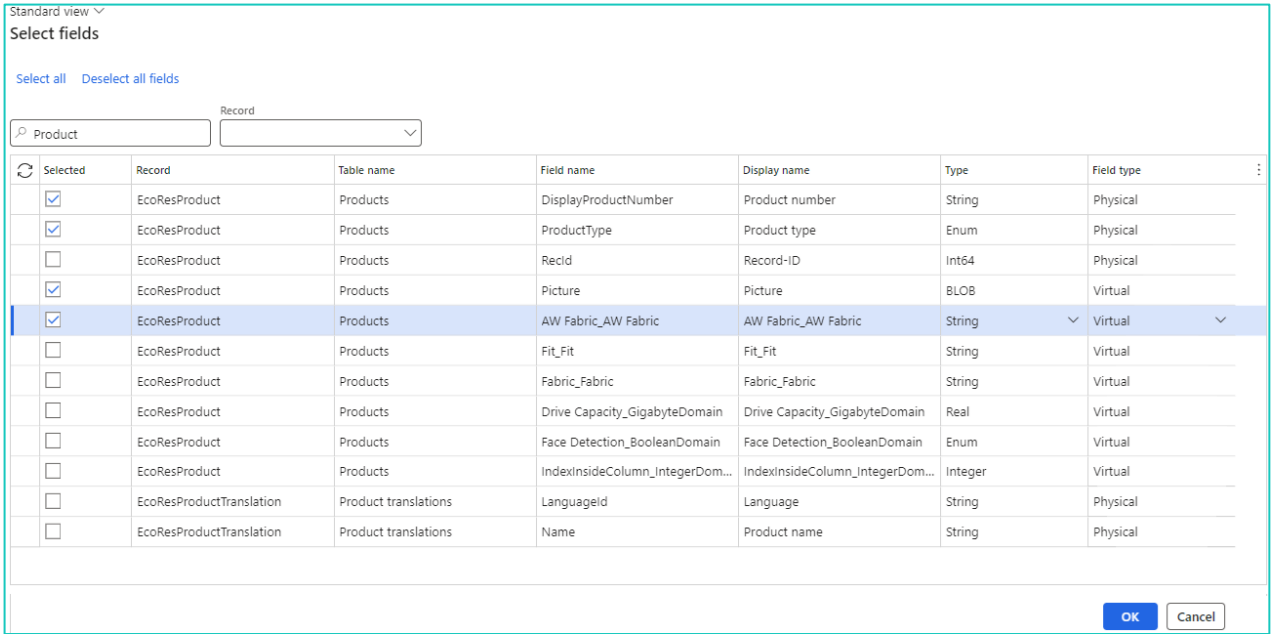 Standard view
Select fields
Select all Deselect all fields
Record
Product
Selected Record Table name Field name Display name Type Field type
EcoResProduct Products DisplayProductNumber Product number String Physical
EcoResProduct Products ProductType Product type Enum Physical
EcoResProduct Products RecId Record-ID Int64 Physical
EcoResProduct Products Picture Picture BLOB Virtual
EcoResProduct Products AW Fabric_AW Fabric AW Fabric_AW Fabric String Virtual
EcoResProduct Products Fit_Fit Fit_Fit String Virtual
EcoResProduct Products Fabric_Fabric Fabric_Fabric String Virtual
EcoResProduct Products Drive Capacity_GigabyteDomain Drive Capacity_GigabyteDomain Real Virtual
EcoResProduct Products Face Detection_BooleanDomain Face Detection_BooleanDomain Enum Virtual
EcoResProduct Products IndexInsideColumn_IntegerDom... IndexInsideColumn_IntegerDom... Integer Virtual
EcoResProductTranslation Product translations LanguageId Language String Physical
EcoResProductTranslation Product translations Name Product name String Physical
OK Cancel